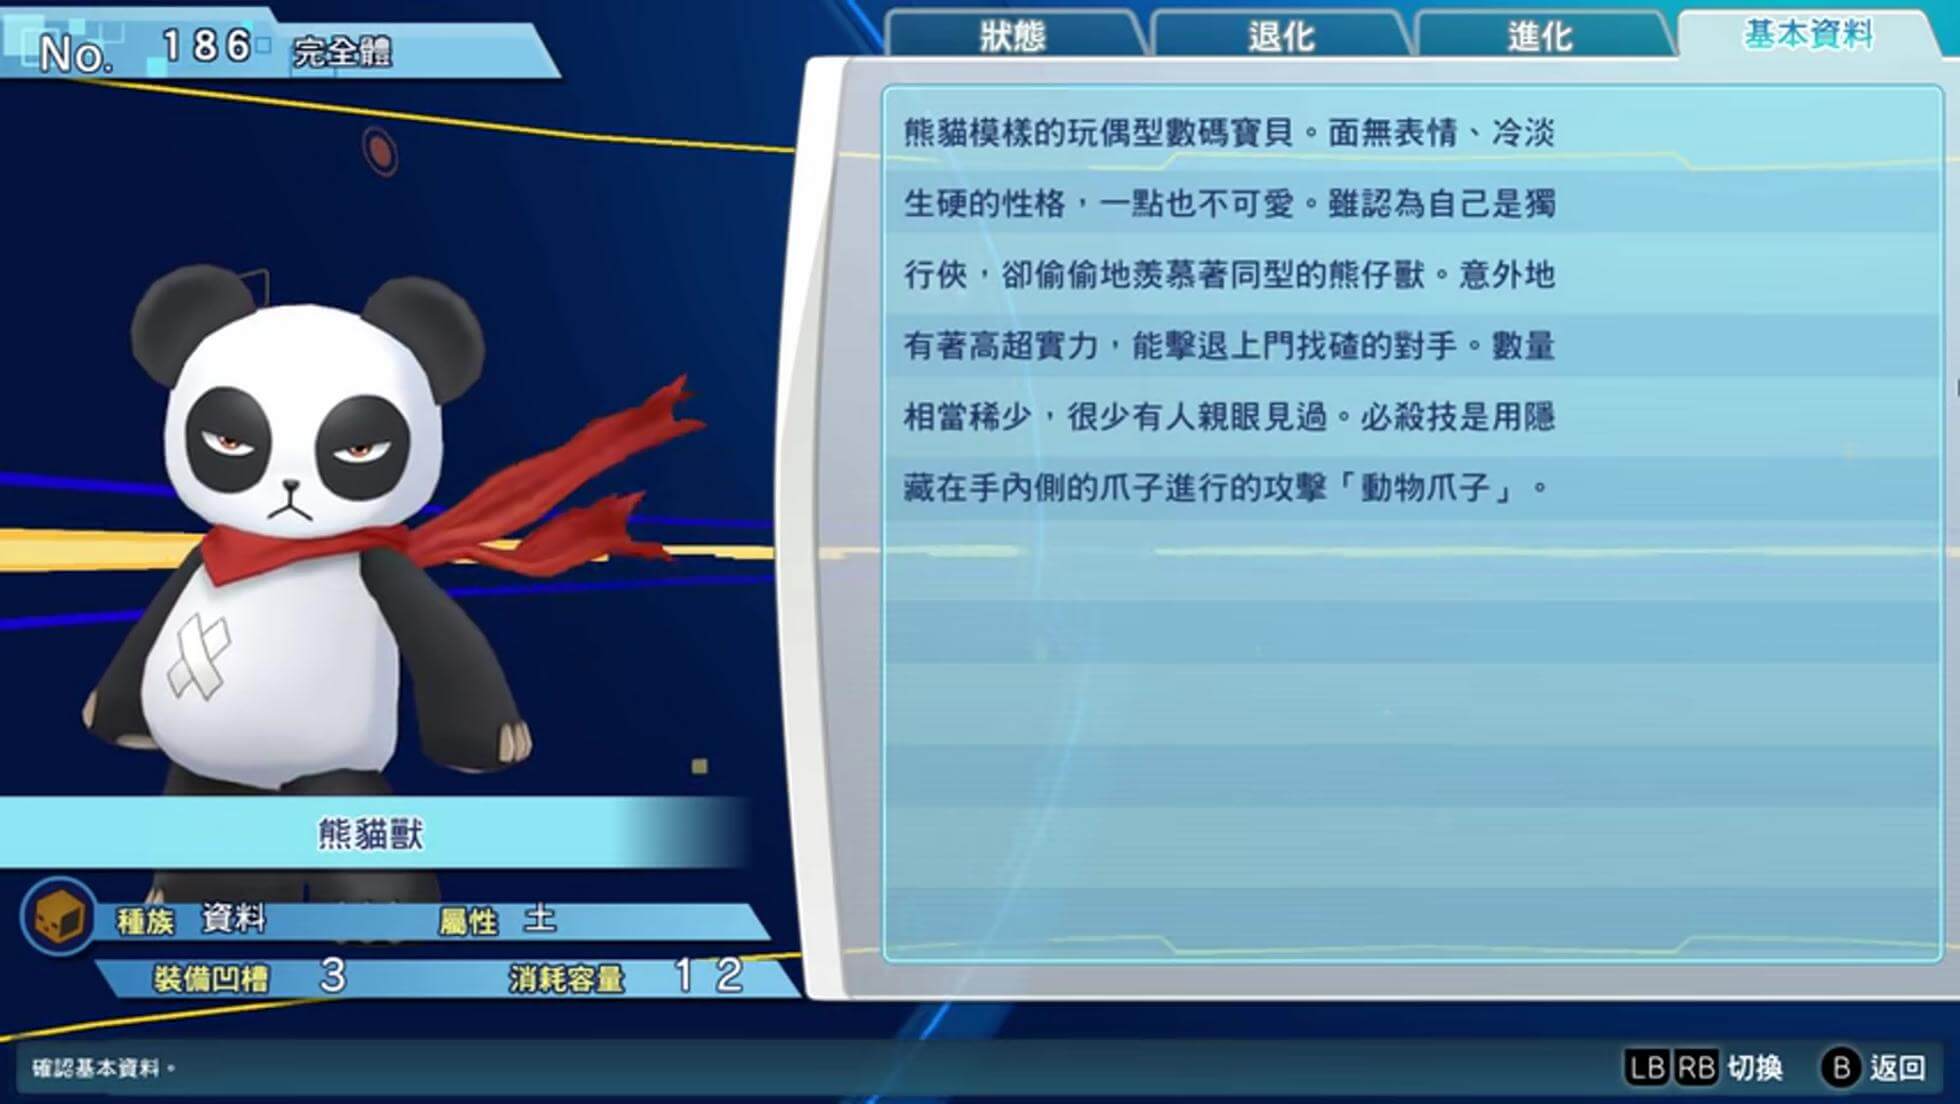 No. 186 完全體
狀態 退化 進化 基本資料
熊貓模樣的玩偶型數碼寶貝。面無表情、冷淡
生硬的性格，一點也不可愛。雖認為自己是獨
行俠，卻偷偷地羨慕著同型的熊仔獸。意外地
有著高超實力，能擊退上門找碴的對手。數量
相當稀少，很少有人親眼見過。必殺技是用隱
藏在手內側的爪子進行的攻擊「動物爪子」。
熊貓獸
種族 資料 屬性 土
裝備凹槽 3 消耗容量 12
確認基本資料。
LB RB 切換 B 返回